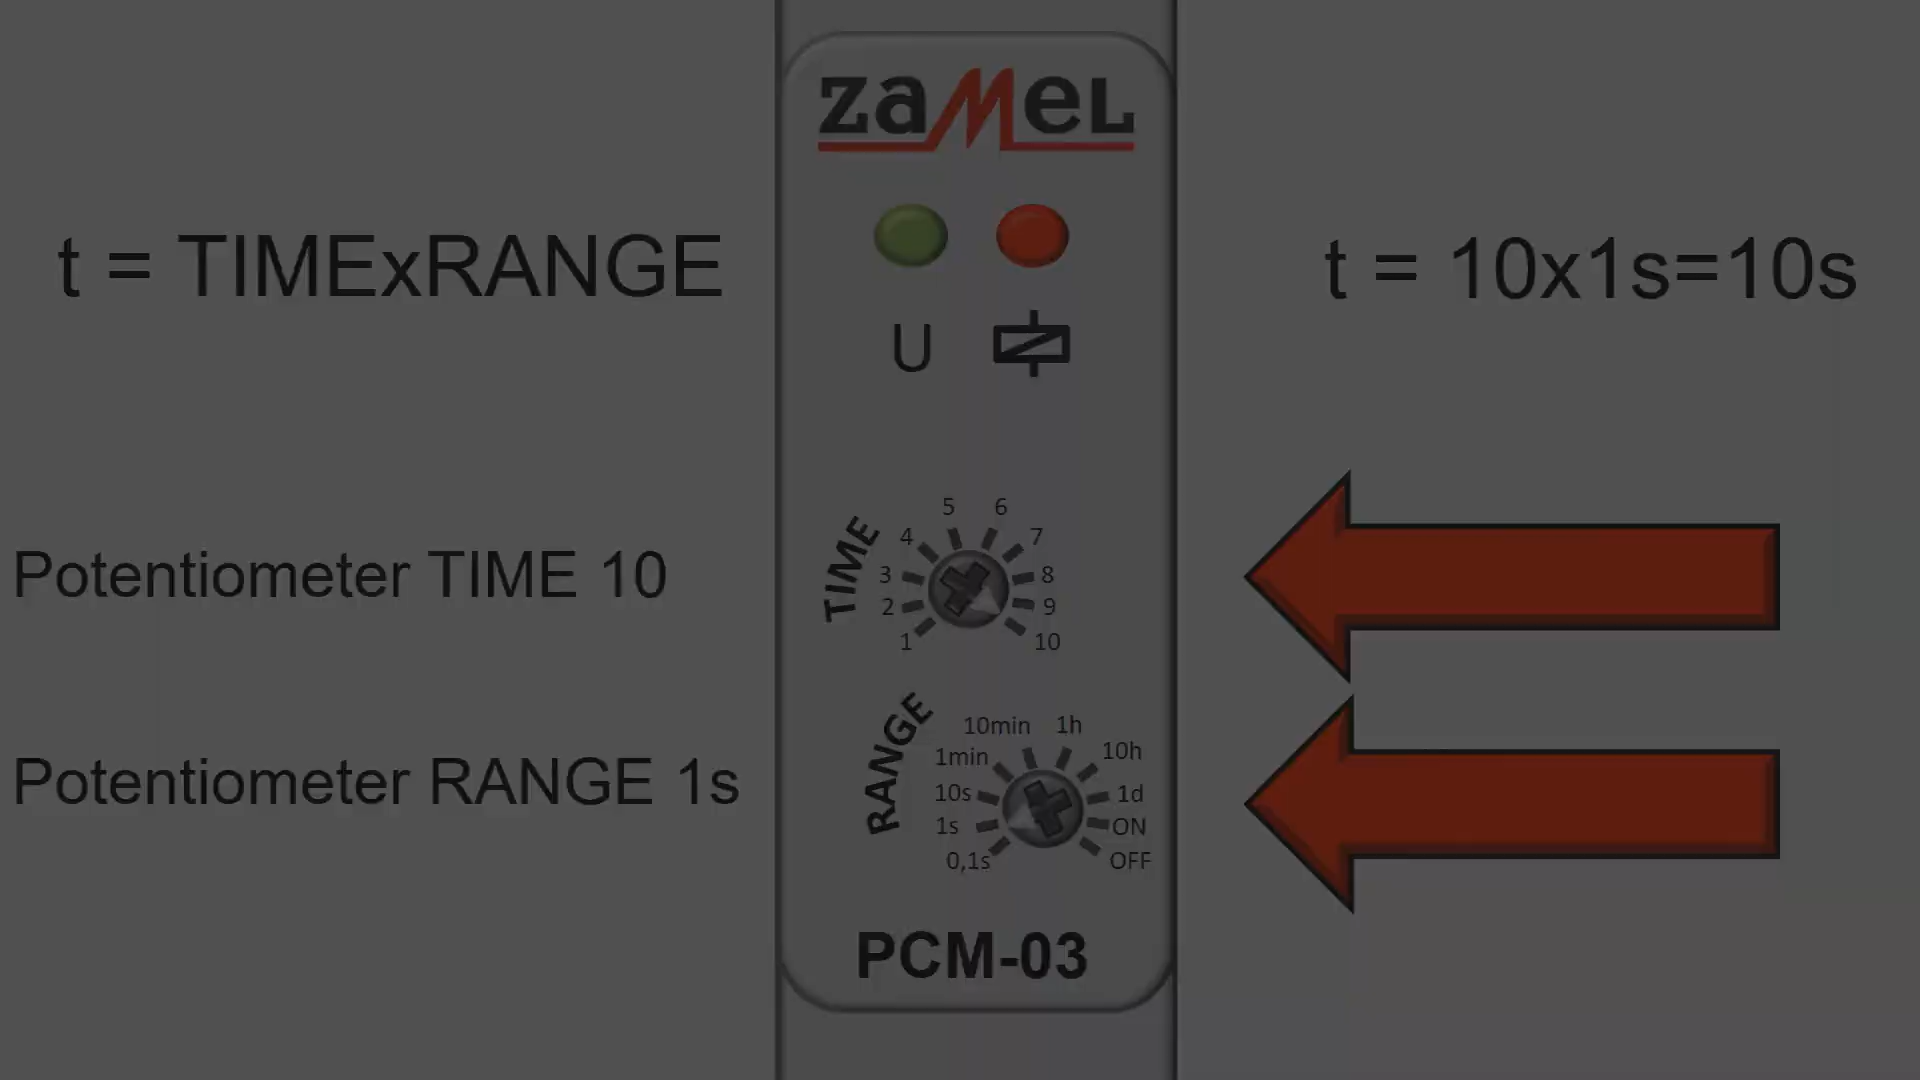 zaMeL
t = TIMExRANGE
t = 10x1s=10s
U
Potentiometer TIME 10
TIME
1
2
3
4
5
6
7
8
9
10
Potentiometer RANGE 1s
RANGE
0,1s
1s
10s
1min
10min
1h
10h
1d
ON
OFF
PCM-03